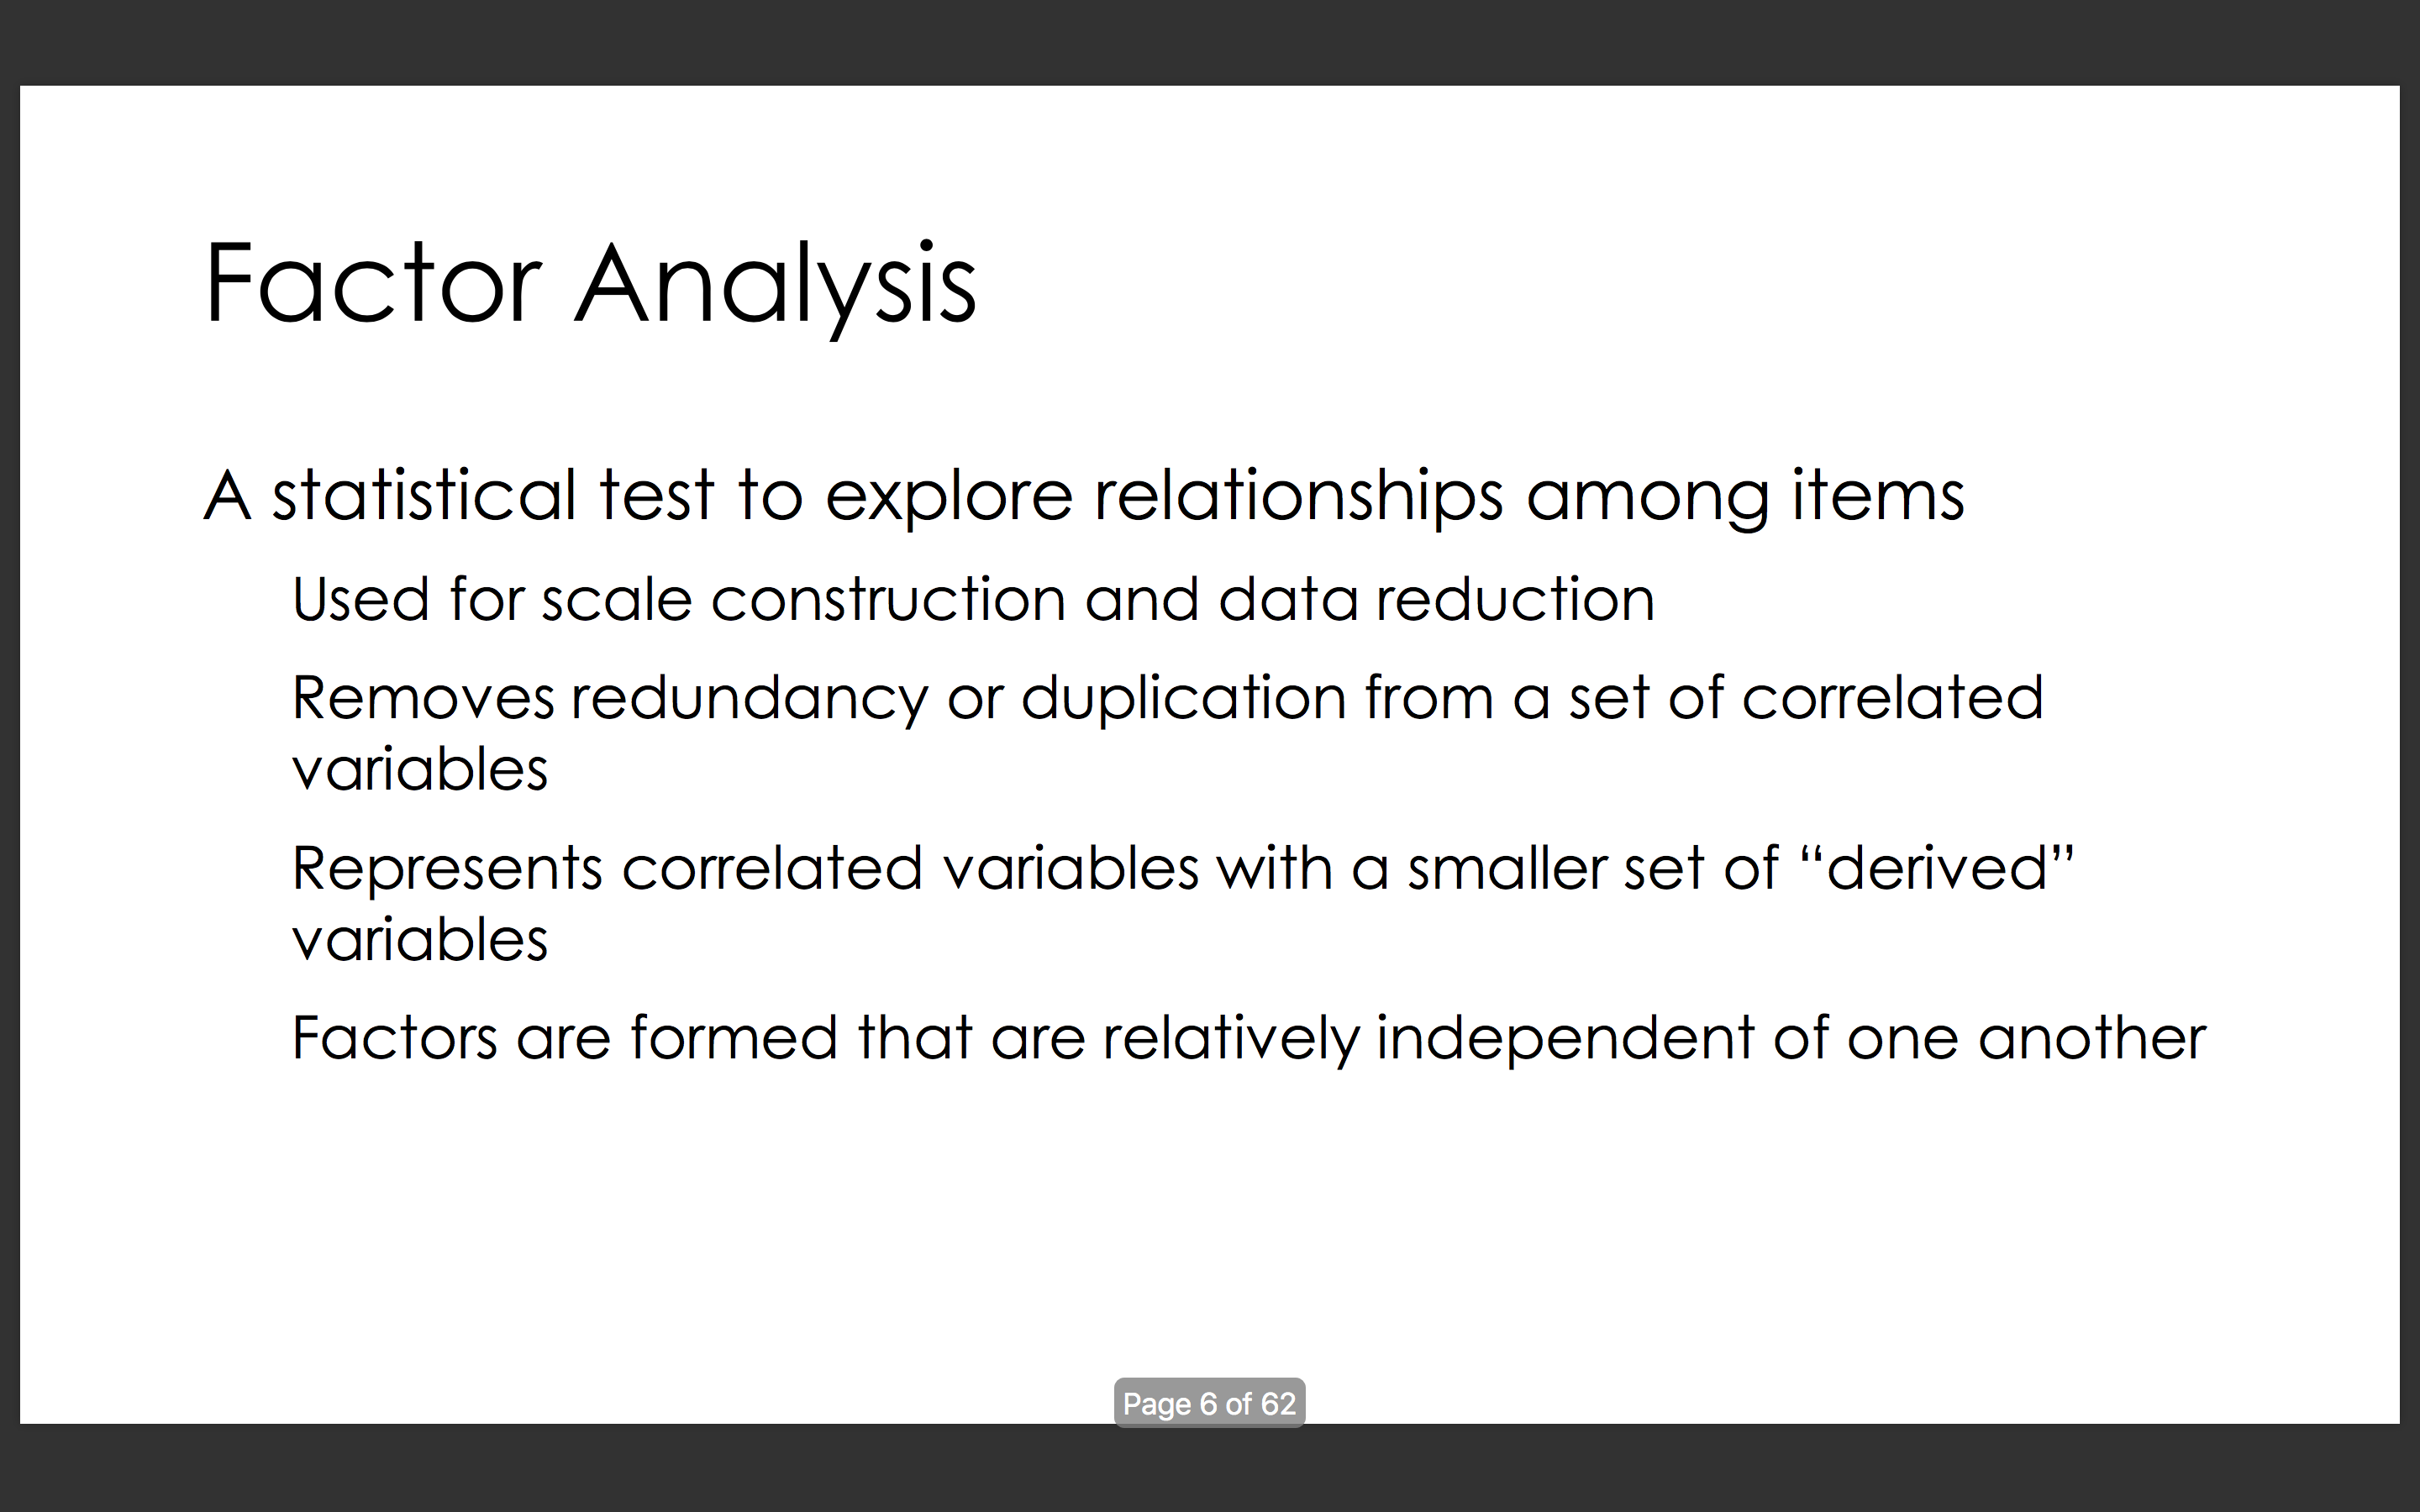 Factor Analysis
A statistical test to explore relationships among items
Used for scale construction and data reduction
Removes redundancy or duplication from a set of correlated
variables
Represents correlated variables with a smaller set of “derived”
variables
Factors are formed that are relatively independent of one another
Page 6 of 62